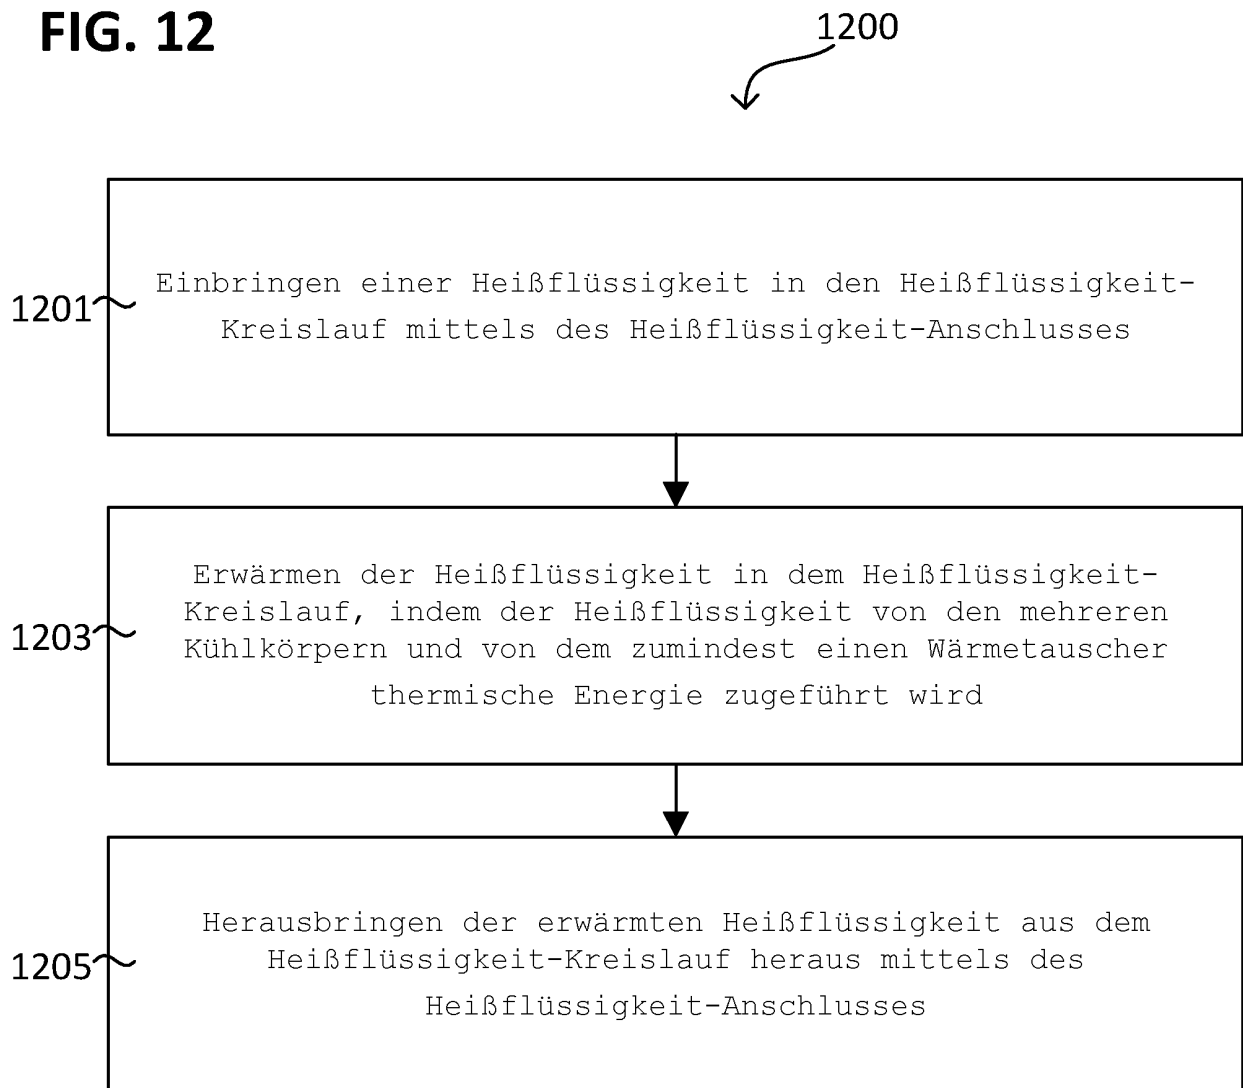 FIG. 12
1200
Einbringen einer Heißflüssigkeit in den Heißflüssigkeit-
1201
Kreislauf mittels des Heißflüssigkeit-Anschlusses
Erwärmen der Heißflüssigkeit in dem Heißflüssigkeit-
Kreislauf, indem der Heißflüssigkeit von den mehreren
1203
Kühlkörpern und von dem zumindest einen Wärmetauscher
thermische Energie zugeführt wird
Herausbringen der erwärmten Heißflüssigkeit aus dem
1205
Heißflüssigkeit-Kreislauf heraus mittels des
Heißflüssigkeit-Anschlusses